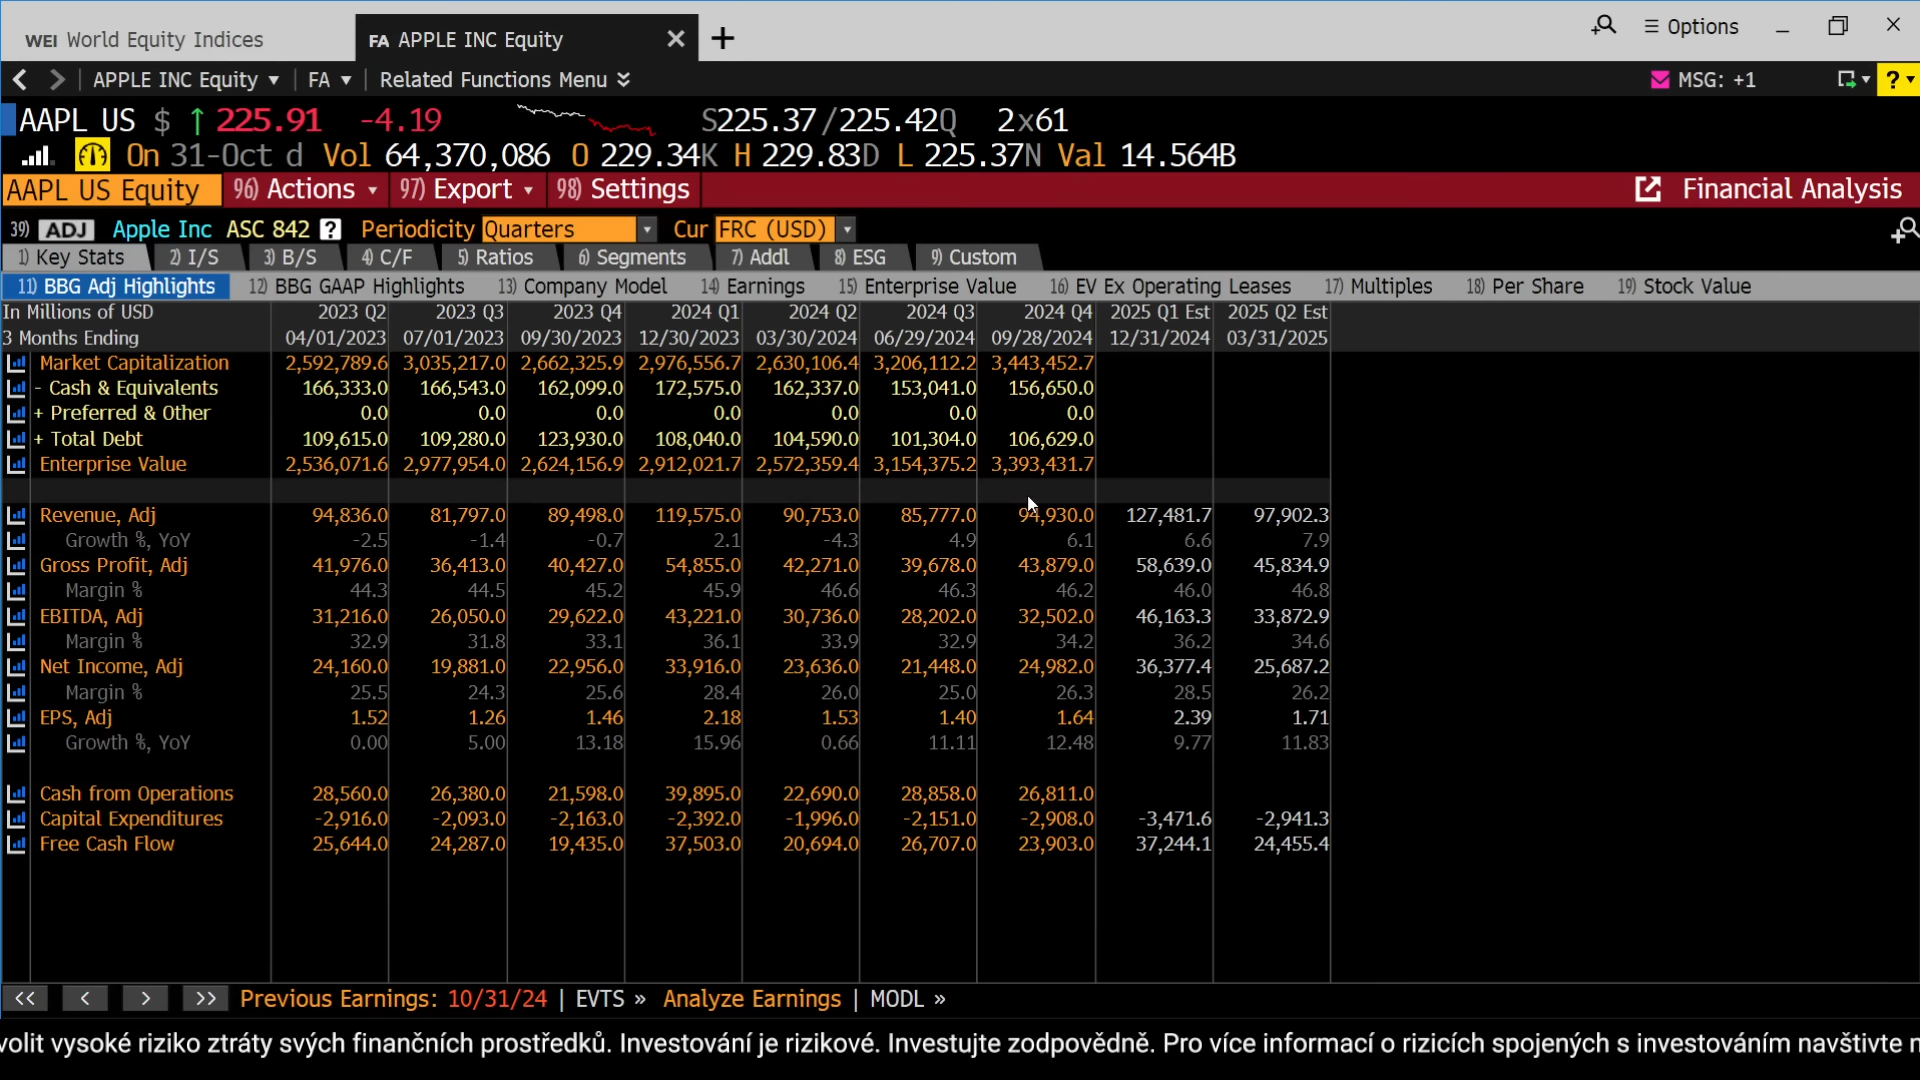 WEI World Equity Indices FA APPLE INC Equity Options
APPLE INC Equity FA Related Functions Menu MSG: +1 ?
AAPL US $ ↑ 225.91 -4.19 S225.37/225.42Q 2x61
On 31-Oct d Vol 64,370,086 O 229.34K H 229.83D L 225.37N Val 14.564B
AAPL US Equity 96) Actions 97) Export 98) Settings Financial Analysis
39) ADJ Apple Inc ASC 842 ? Periodicity Quarters Cur FRC (USD)
1) Key Stats 2) I/S 3) B/S 4) C/F 5) Ratios 6) Segments 7) Addl 8) ESG 9) Custom
11) BBG Adj Highlights 12) BBG GAAP Highlights 13) Company Model 14) Earnings 15) Enterprise Value 16) EV Ex Operating Leases 17) Multiples 18) Per Share 19) Stock Value
In Millions of USD 2023 Q2 2023 Q3 2023 Q4 2024 Q1 2024 Q2 2024 Q3 2024 Q4 2025 Q1 Est 2025 Q2 Est
3 Months Ending 04/01/2023 07/01/2023 09/30/2023 12/30/2023 03/30/2024 06/29/2024 09/28/2024 12/31/2024 03/31/2025
Market Capitalization 2,592,789.6 3,035,217.0 2,662,325.9 2,976,556.7 2,630,106.4 3,206,112.2 3,443,452.7
- Cash & Equivalents 166,333.0 166,543.0 162,099.0 172,575.0 162,337.0 153,041.0 156,650.0
+ Preferred & Other 0.0 0.0 0.0 0.0 0.0 0.0 0.0
+ Total Debt 109,615.0 109,280.0 123,930.0 108,040.0 104,590.0 101,304.0 106,629.0
Enterprise Value 2,536,071.6 2,977,954.0 2,624,156.9 2,912,021.7 2,572,359.4 3,154,375.2 3,393,431.7
Revenue, Adj 94,836.0 81,797.0 89,498.0 119,575.0 90,753.0 85,777.0 94,930.0 127,481.7 97,902.3
Growth %, YoY -2.5 -1.4 -0.7 2.1 -4.3 4.9 6.1 6.6 7.9
Gross Profit, Adj 41,976.0 36,413.0 40,427.0 54,855.0 42,271.0 39,678.0 43,879.0 58,639.0 45,834.9
Margin % 44.3 44.5 45.2 45.9 46.6 46.3 46.2 46.0 46.8
EBITDA, Adj 31,216.0 26,050.0 29,622.0 43,221.0 30,736.0 28,202.0 32,502.0 46,163.3 33,872.9
Margin % 32.9 31.8 33.1 36.1 33.9 32.9 34.2 36.2 34.6
Net Income, Adj 24,160.0 19,881.0 22,956.0 33,916.0 23,636.0 21,448.0 24,982.0 36,377.4 25,687.2
Margin % 25.5 24.3 25.6 28.4 26.0 25.0 26.3 28.5 26.2
EPS, Adj 1.52 1.26 1.46 2.18 1.53 1.40 1.64 2.39 1.71
Growth %, YoY 0.00 5.00 13.18 15.96 0.66 11.11 12.48 9.77 11.83
Cash from Operations 28,560.0 26,380.0 21,598.0 39,895.0 22,690.0 28,858.0 26,811.0
Capital Expenditures -2,916.0 -2,093.0 -2,163.0 -2,392.0 -1,996.0 -2,151.0 -2,908.0 -3,471.6 -2,941.3
Free Cash Flow 25,644.0 24,287.0 19,435.0 37,503.0 20,694.0 26,707.0 23,903.0 37,244.1 24,455.4
<< < > >> Previous Earnings: 10/31/24 | EVTS » Analyze Earnings | MODL »
volit vysoké riziko ztráty svých finančních prostředků. Investování je rizikové. Investujte zodpovědně. Pro více informací o rizicích spojených s investováním navštivte